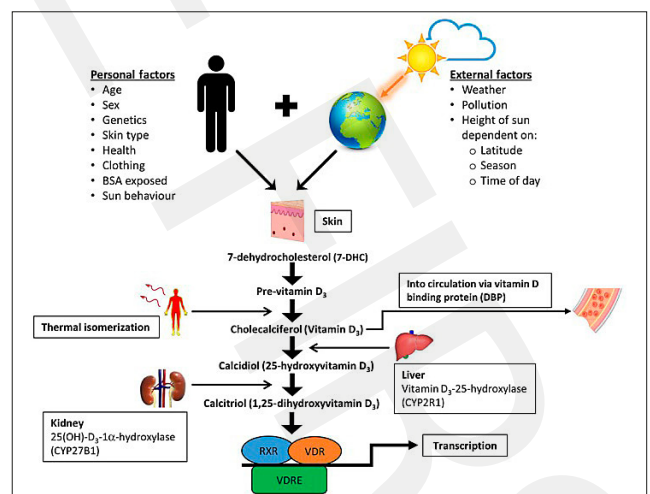 Personal factors
• Age
• Sex
• Genetics
• Skin type
• Health
• Clothing
• BSA exposed
• Sun behaviour
External factors
• Weather
• Pollution
• Height of sun
dependent on:
o Latitude
o Season
o Time of day
Skin
7-dehydrocholesterol (7-DHC)
Pre-vitamin D₃
Thermal isomerization
Into circulation via vitamin D
binding protein (DBP)
Cholecalciferol (Vitamin D₃)
Calcidiol (25-hydroxyvitamin D₃)
Liver
Vitamin D₃-25-hydroxylase
(CYP2R1)
Calcitriol (1,25-dihydroxyvitamin D₃)
Kidney
25(OH)-D₃-1α-hydroxylase
(CYP27B1)
RXR
VDR
VDRE
Transcription